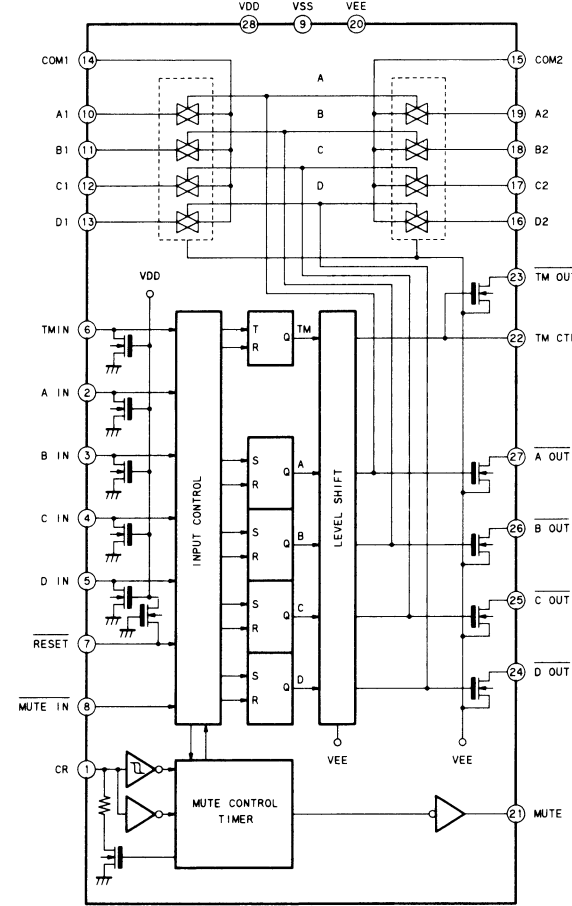 VDD VSS VEE
28 9 20
COM1 14 15 COM2
A
A1 10 B 19 A2
B1 11 C 18 B2
C1 12 D 17 C2
D1 13 16 D2
VDD
23 TM OU
TMIN 6 T Q TM 22 TM CT
R
A IN 2
B IN 3 27 A OUT
S Q A
R
C IN 4 INPUT CONTROL LEVEL SHIFT 26 B OUT
S Q B
R
D IN 5 25 C OUT
S Q C
R
RESET 7 24 D OUT
S Q D
R
MUTE IN 8
VEE VEE
CR 1
MUTE CONTROL
TIMER
21 MUTE